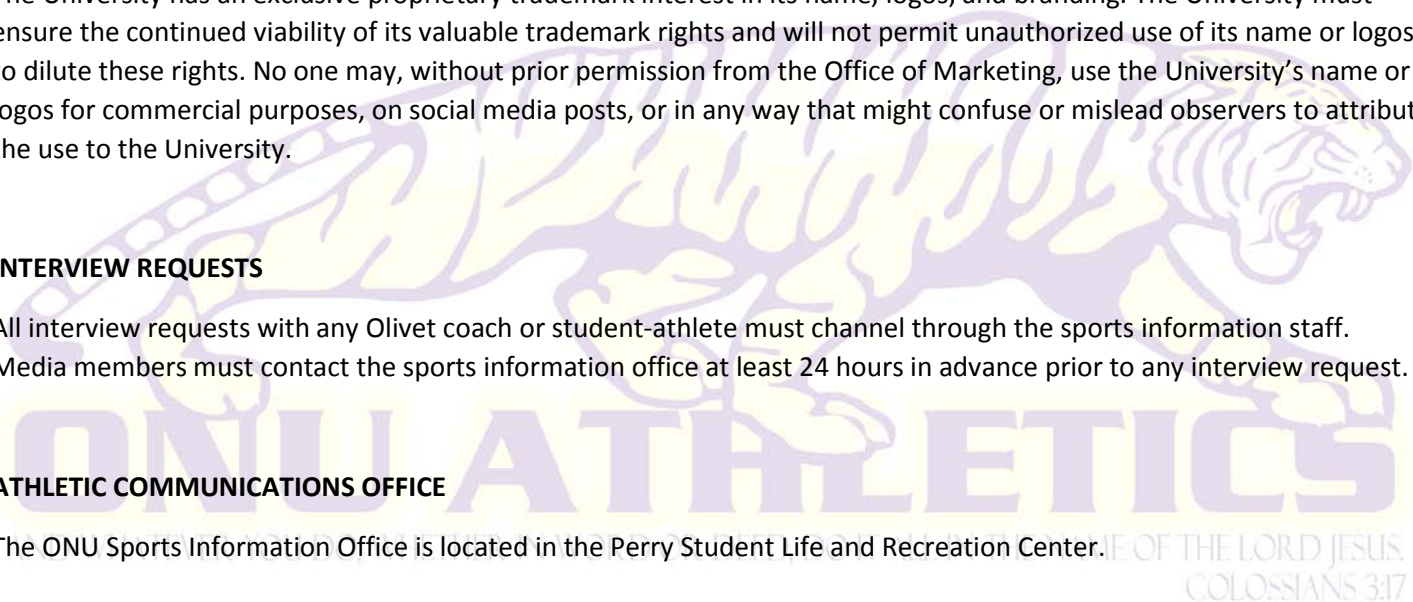 The University has an exclusive proprietary trademark interest in its name, logos, and branding. The University must
ensure the continued viability of its valuable trademark rights and will not permit unauthorized use of its name or logos
to dilute these rights. No one may, without prior permission from the Office of Marketing, use the University's name or
logos for commercial purposes, on social media posts, or in any way that might confuse or mislead observers to attribut
the use to the University.
INTERVIEW REQUESTS
All interview requests with any Olivet coach or student-athlete must channel through the sports information staff.
Media members must contact the sports information office at least 24 hours in advance prior to any interview request.
ONU ATHLETICS
ATHLETIC COMMUNICATIONS OFFICE
The ONU Sports Information Office is located in the Perry Student Life and Recreation Center.
OF THE LORD JESUS.
COLOSSIANS 3:17